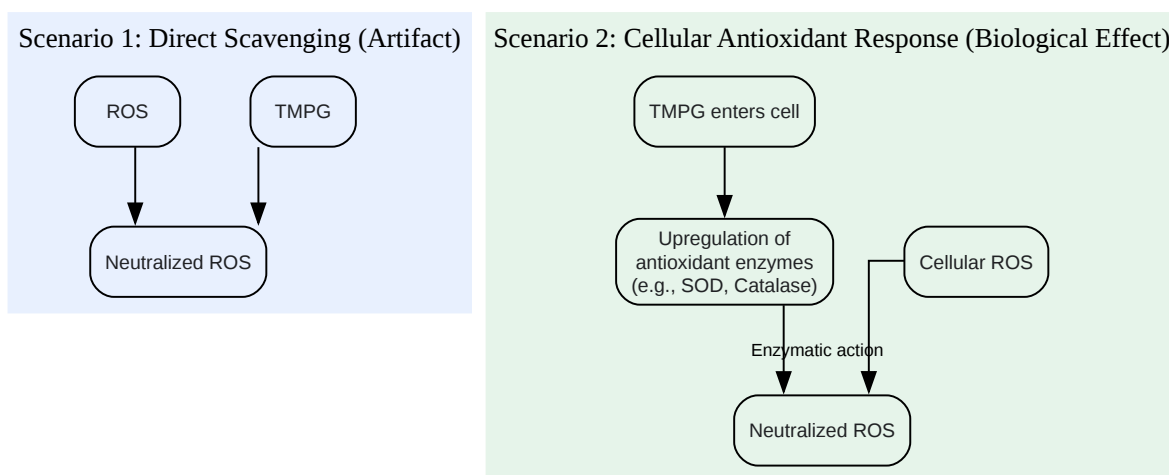 Scenario 1: Direct Scavenging (Artifact)
ROS
TMPG
Neutralized ROS
Scenario 2: Cellular Antioxidant Response (Biological Effect)
TMPG enters cell
Upregulation of
antioxidant enzymes
(e.g., SOD, Catalase)
Cellular ROS
Enzymatic action
Neutralized ROS